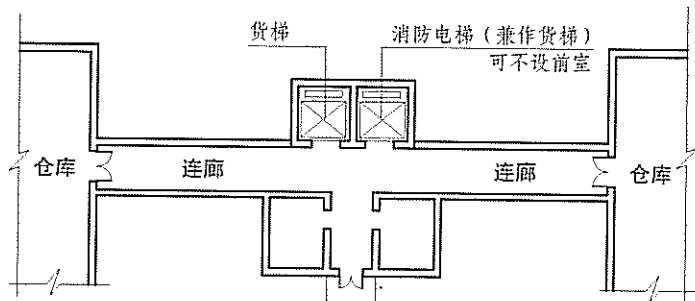 货梯
消防电梯（兼作货梯）
可不设前室
仓库
连廊
连廊
仓库